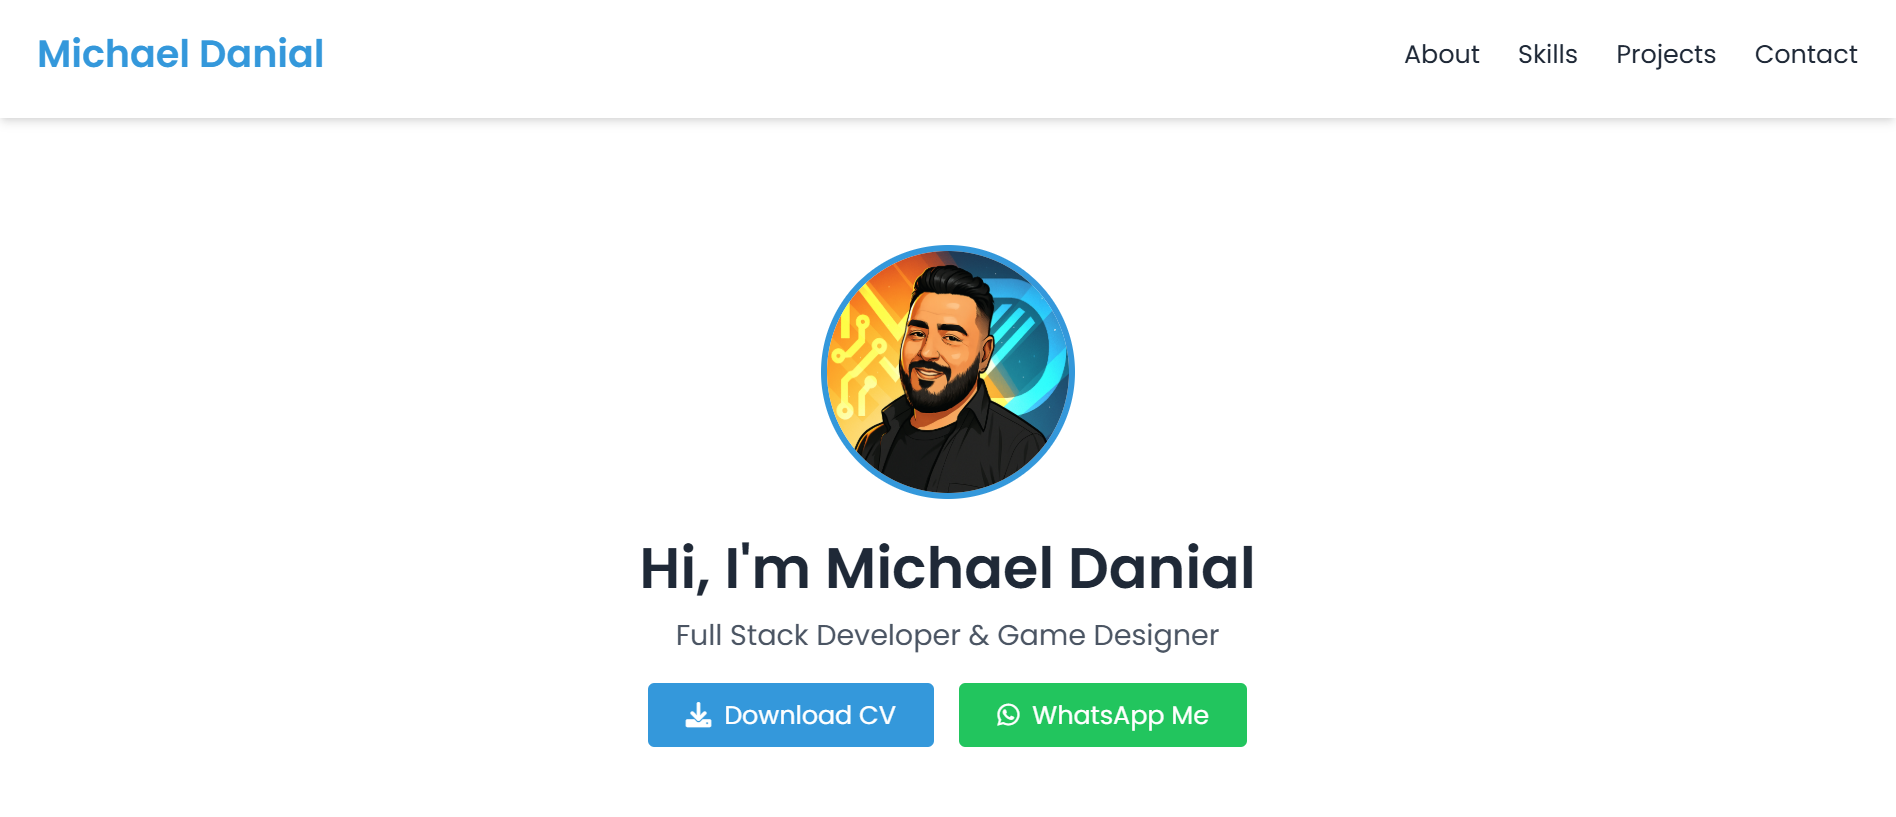 Michael Danial
About Skills Projects Contact
Hi, I'm Michael Danial
Full Stack Developer & Game Designer
Download CV
WhatsApp Me